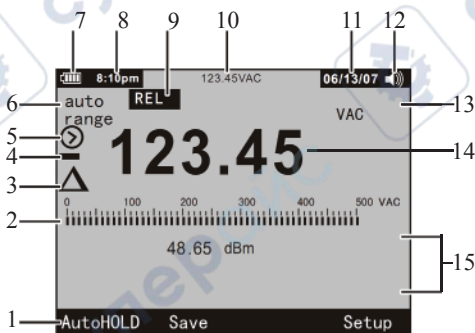 7 8 9 10 11 12
8:10pm 123.45VAC 06/13/07
6 auto range REL VAC 13
5
4 123.45 14
3
0 100 200 300 400 500 VAC
2
48.65 dBm
15
1 AutoHOLD Save Setup